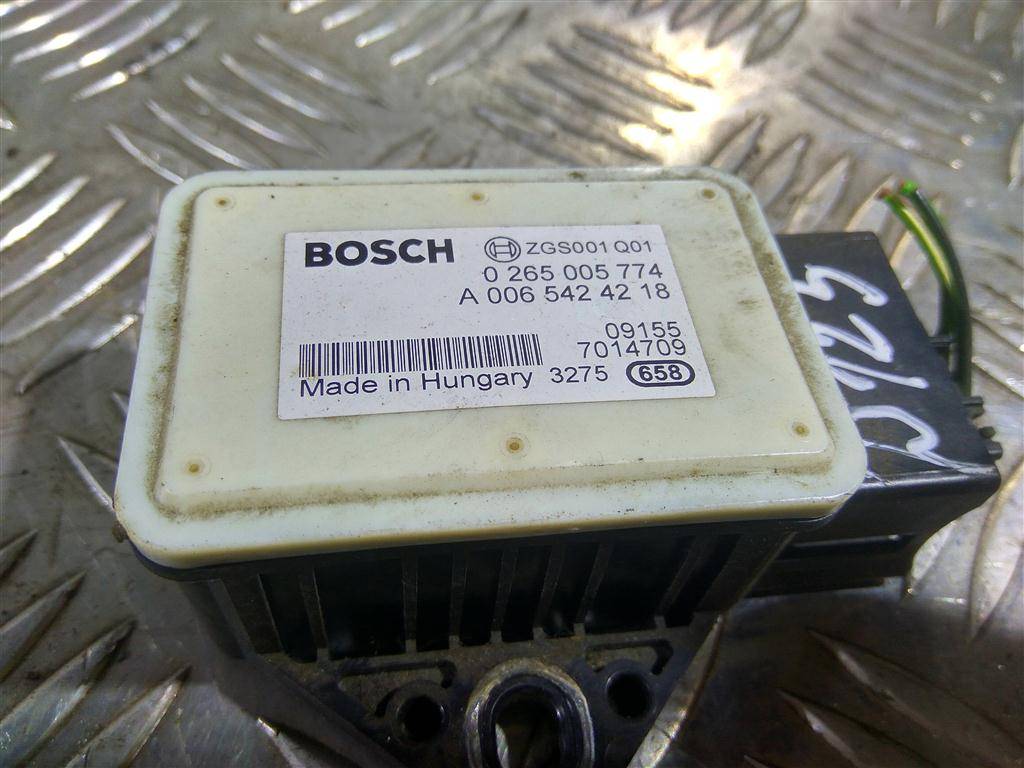 BOSCH ZGS001 Q01
0 265 005 774
A 006 542 42 18
09155
7014709
Made in Hungary 3275 658